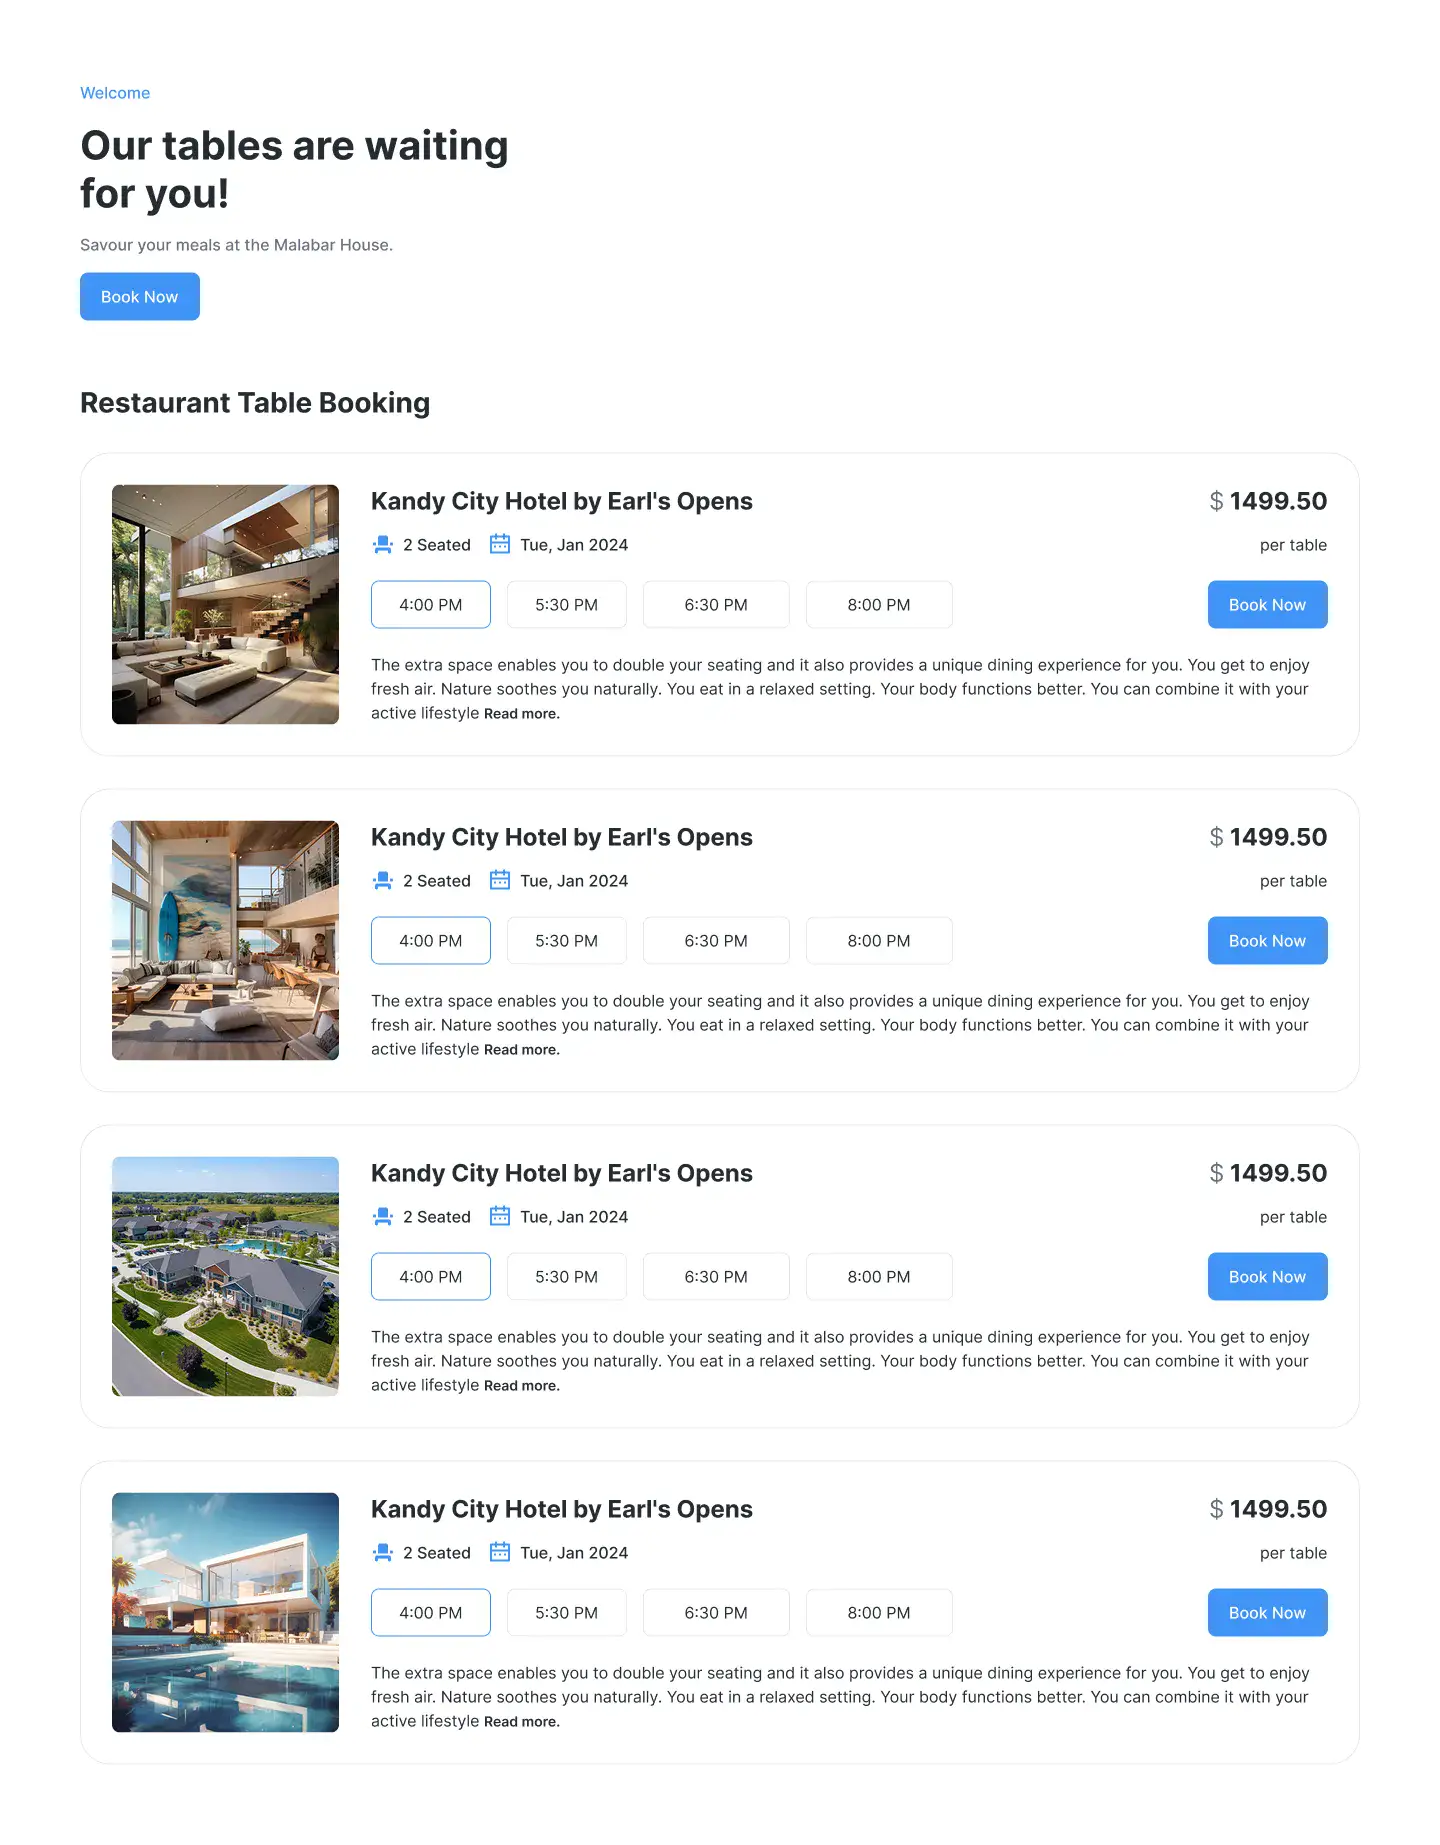 Welcome
Our tables are waiting
for you!
Savour your meals at the Malabar House.
Book Now
Restaurant Table Booking
Kandy City Hotel by Earl's Opens
$ 1499.50
2 Seated
Tue, Jan 2024
per table
4:00 PM
5:30 PM
6:30 PM
8:00 PM
Book Now
The extra space enables you to double your seating and it also provides a unique dining experience for you. You get to enjoy
fresh air. Nature soothes you naturally. You eat in a relaxed setting. Your body functions better. You can combine it with your
active lifestyle Read more.
Kandy City Hotel by Earl's Opens
$ 1499.50
2 Seated
Tue, Jan 2024
per table
4:00 PM
5:30 PM
6:30 PM
8:00 PM
Book Now
The extra space enables you to double your seating and it also provides a unique dining experience for you. You get to enjoy
fresh air. Nature soothes you naturally. You eat in a relaxed setting. Your body functions better. You can combine it with your
active lifestyle Read more.
Kandy City Hotel by Earl's Opens
$ 1499.50
2 Seated
Tue, Jan 2024
per table
4:00 PM
5:30 PM
6:30 PM
8:00 PM
Book Now
The extra space enables you to double your seating and it also provides a unique dining experience for you. You get to enjoy
fresh air. Nature soothes you naturally. You eat in a relaxed setting. Your body functions better. You can combine it with your
active lifestyle Read more.
Kandy City Hotel by Earl's Opens
$ 1499.50
2 Seated
Tue, Jan 2024
per table
4:00 PM
5:30 PM
6:30 PM
8:00 PM
Book Now
The extra space enables you to double your seating and it also provides a unique dining experience for you. You get to enjoy
fresh air. Nature soothes you naturally. You eat in a relaxed setting. Your body functions better. You can combine it with your
active lifestyle Read more.